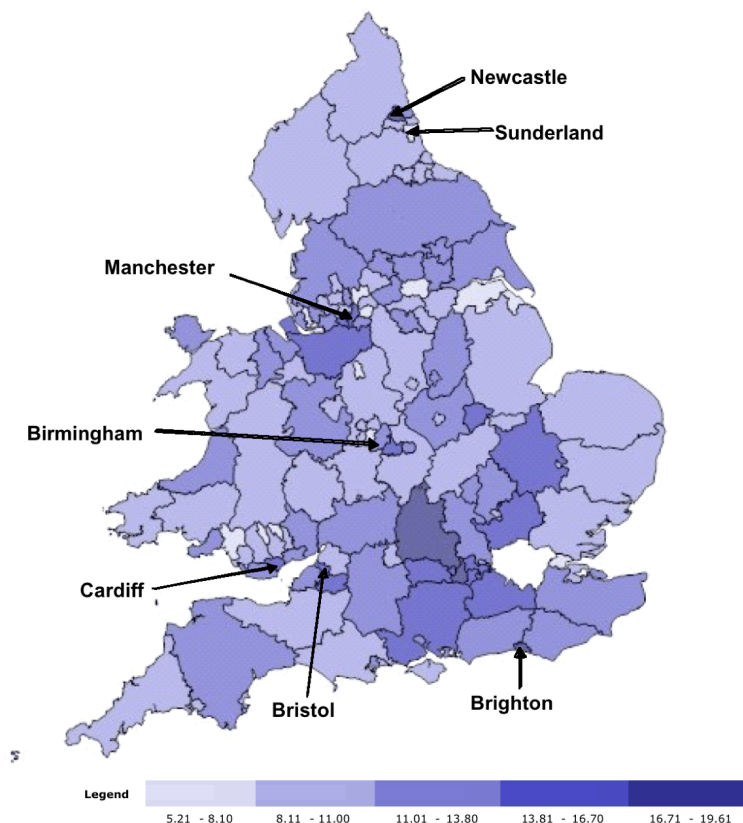 Newcastle
Sunderland
Manchester
Birmingham
Cardiff
Bristol
Brighton
Legend
5.21 - 8.10 8.11 - 11.00 11.01 - 13.80 13.81 - 16.70 16.71 - 19.61